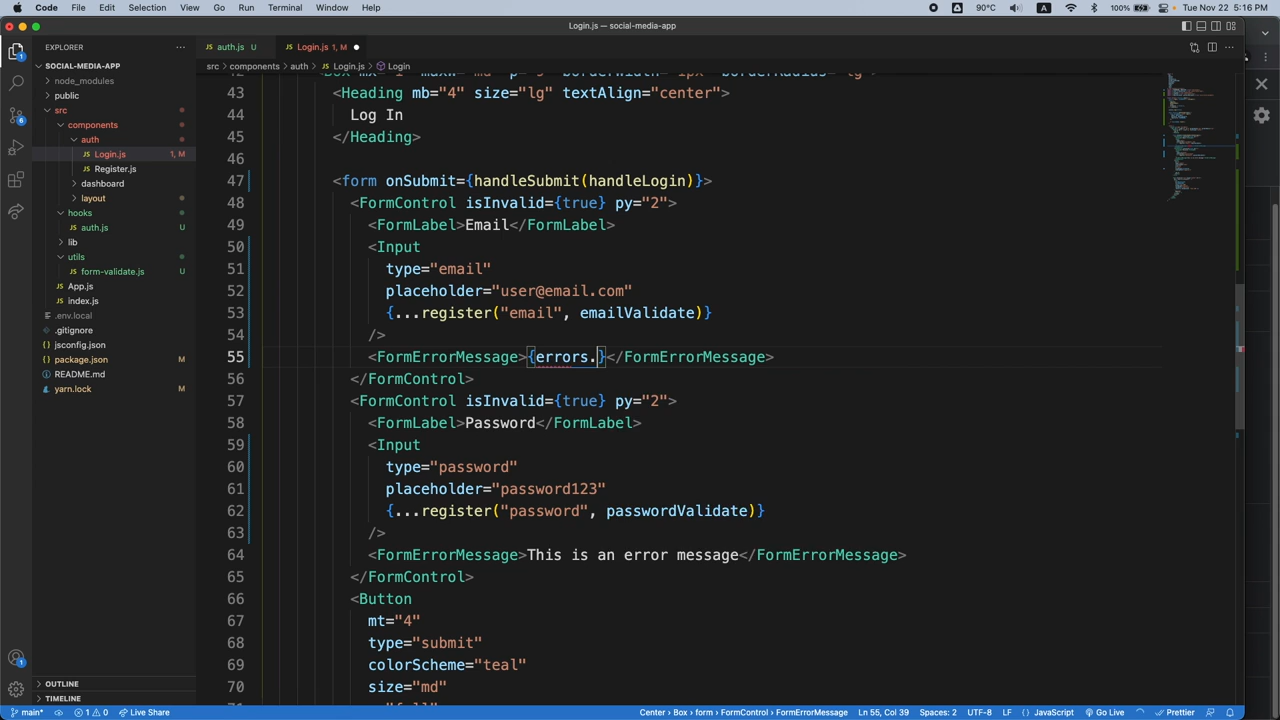 Code File Edit Selection View Go Run Terminal Window Help 90°C A 100% Tue Nov 22 5:16 PM
Login.js — social-media-app
EXPLORER
auth.js U
Login.js 1, M
SOCIAL-MEDIA-APP
node_modules
public
src
components
auth
Login.js 1, M
Register.js
dashboard
layout
hooks
auth.js U
lib
utils
form-validate.js U
App.js
index.js
.env.local
.gitignore
jsconfig.json
package.json M
README.md
yarn.lock M
OUTLINE
TIMELINE
src > components > auth > Login.js > Login
43 <Heading mb="4" size="lg" textAlign="center">
44 Log In
45 </Heading>
46
47 <form onSubmit={handleSubmit(handleLogin)}>
48 <FormControl isInvalid={true} py="2">
49 <FormLabel>Email</FormLabel>
50 <Input
51 type="email"
52 placeholder="user@email.com"
53 {...register("email", emailValidate)}
54 />
55 <FormErrorMessage>{errors.}</FormErrorMessage>
56 </FormControl>
57 <FormControl isInvalid={true} py="2">
58 <FormLabel>Password</FormLabel>
59 <Input
60 type="password"
61 placeholder="password123"
62 {...register("password", passwordValidate)}
63 />
64 <FormErrorMessage>This is an error message</FormErrorMessage>
65 </FormControl>
66 <Button
67 mt="4"
68 type="submit"
69 colorScheme="teal"
70 size="md"
main* 1 0 Live Share Center > Box > form > FormControl > FormErrorMessage Ln 55, Col 39 Spaces: 2 UTF-8 LF {} JavaScript Go Live Prettier